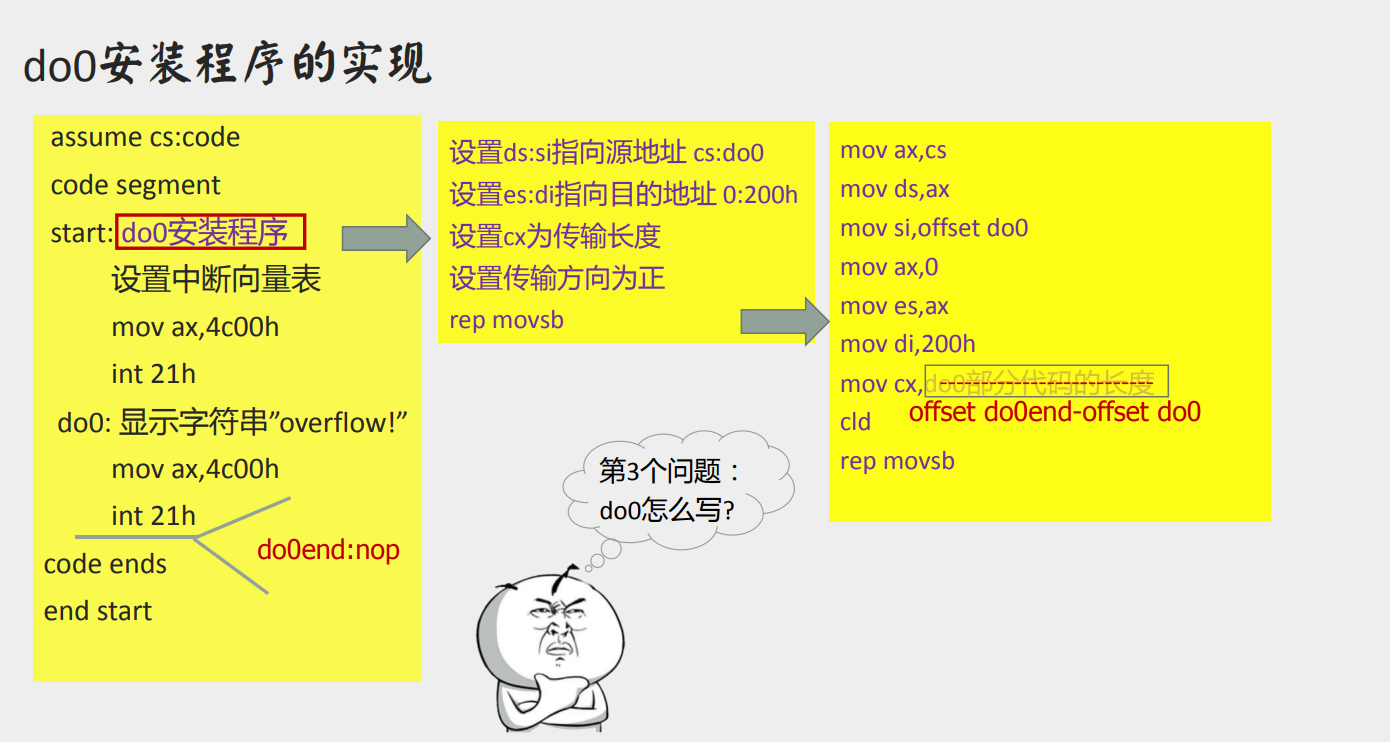 do0安装程序的实现
assume cs:code
code segment
start:do0安装程序
设置中断向量表
mov ax,4c00h
int 21h
do0: 显示字符串”overflow!”
mov ax,4c00h
int 21h
do0end:nop
code ends
end start
设置ds:si指向源地址 cs:do0
设置es:di指向目的地址 0:200h
设置cx为传输长度
设置传输方向为正
rep movsb
mov ax,cs
mov ds,ax
mov si,offset do0
mov ax,0
mov es,ax
mov di,200h
mov cx,do0部分代码的长度
offset do0end-offset do0
cld
rep movsb
第3个问题：
do0怎么写?